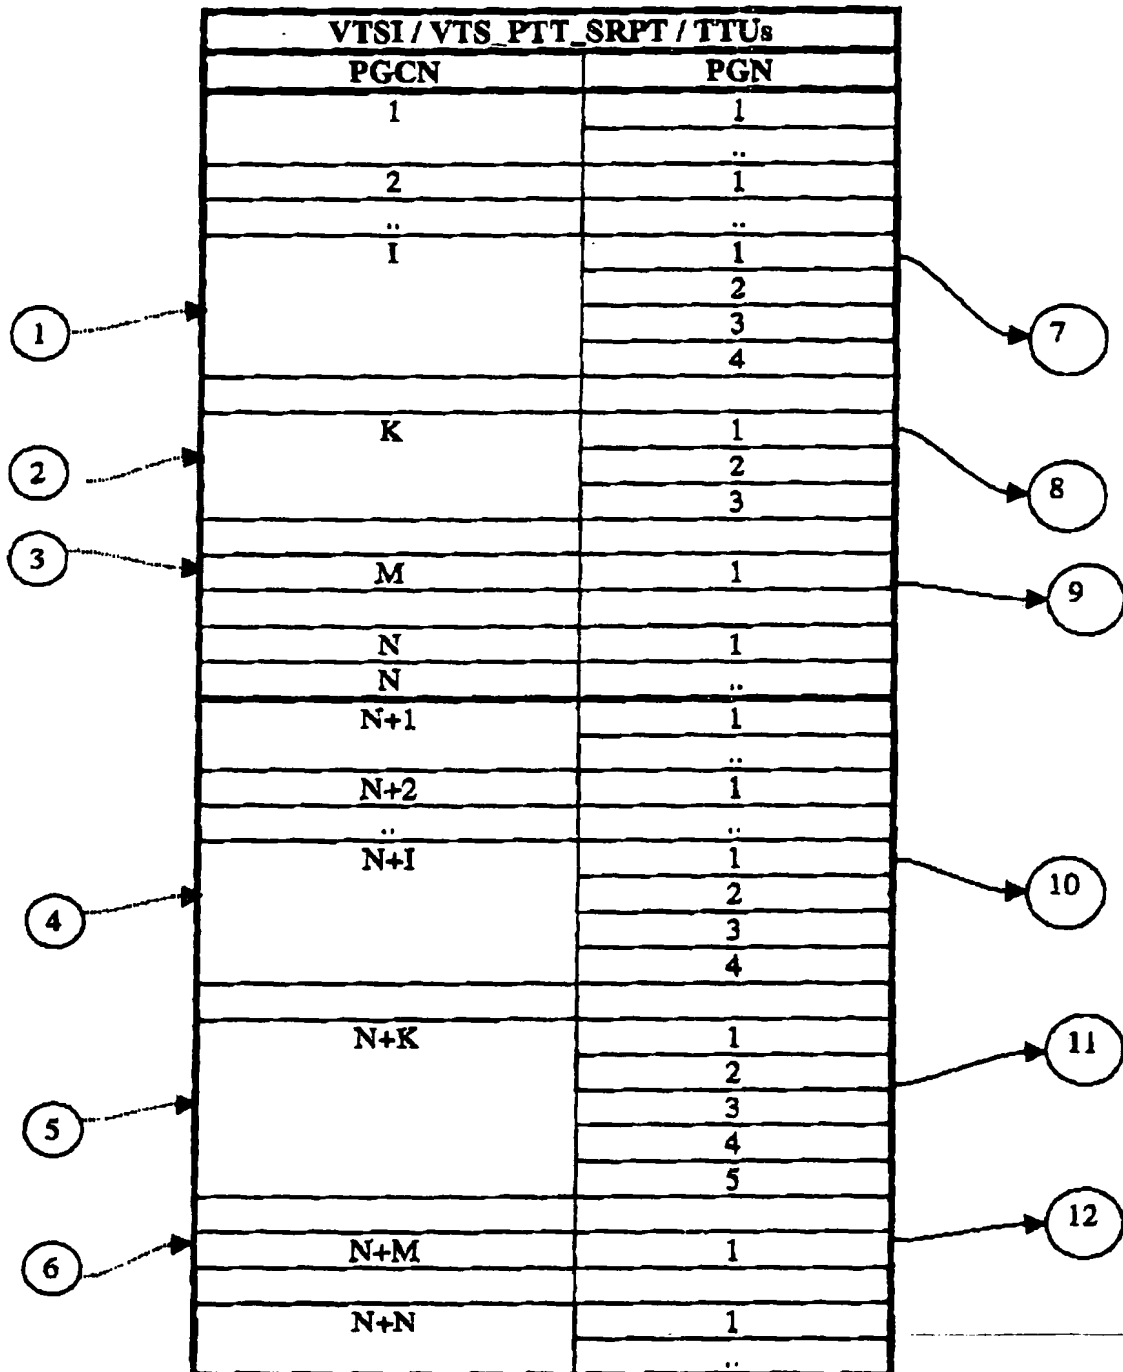 VTSI / VTS_PTT_SRPT / TTUs
PGCN PGN
1 1
..
2 1
.. ..
I 1
2
3
4
K 1
2
3
M 1
N 1
N ..
N+1 1
..
N+2 1
.. ..
N+I 1
2
3
4
N+K 1
2
3
4
5
N+M 1
N+N 1
..
1
2
3
4
5
6
7
8
9
10
11
12